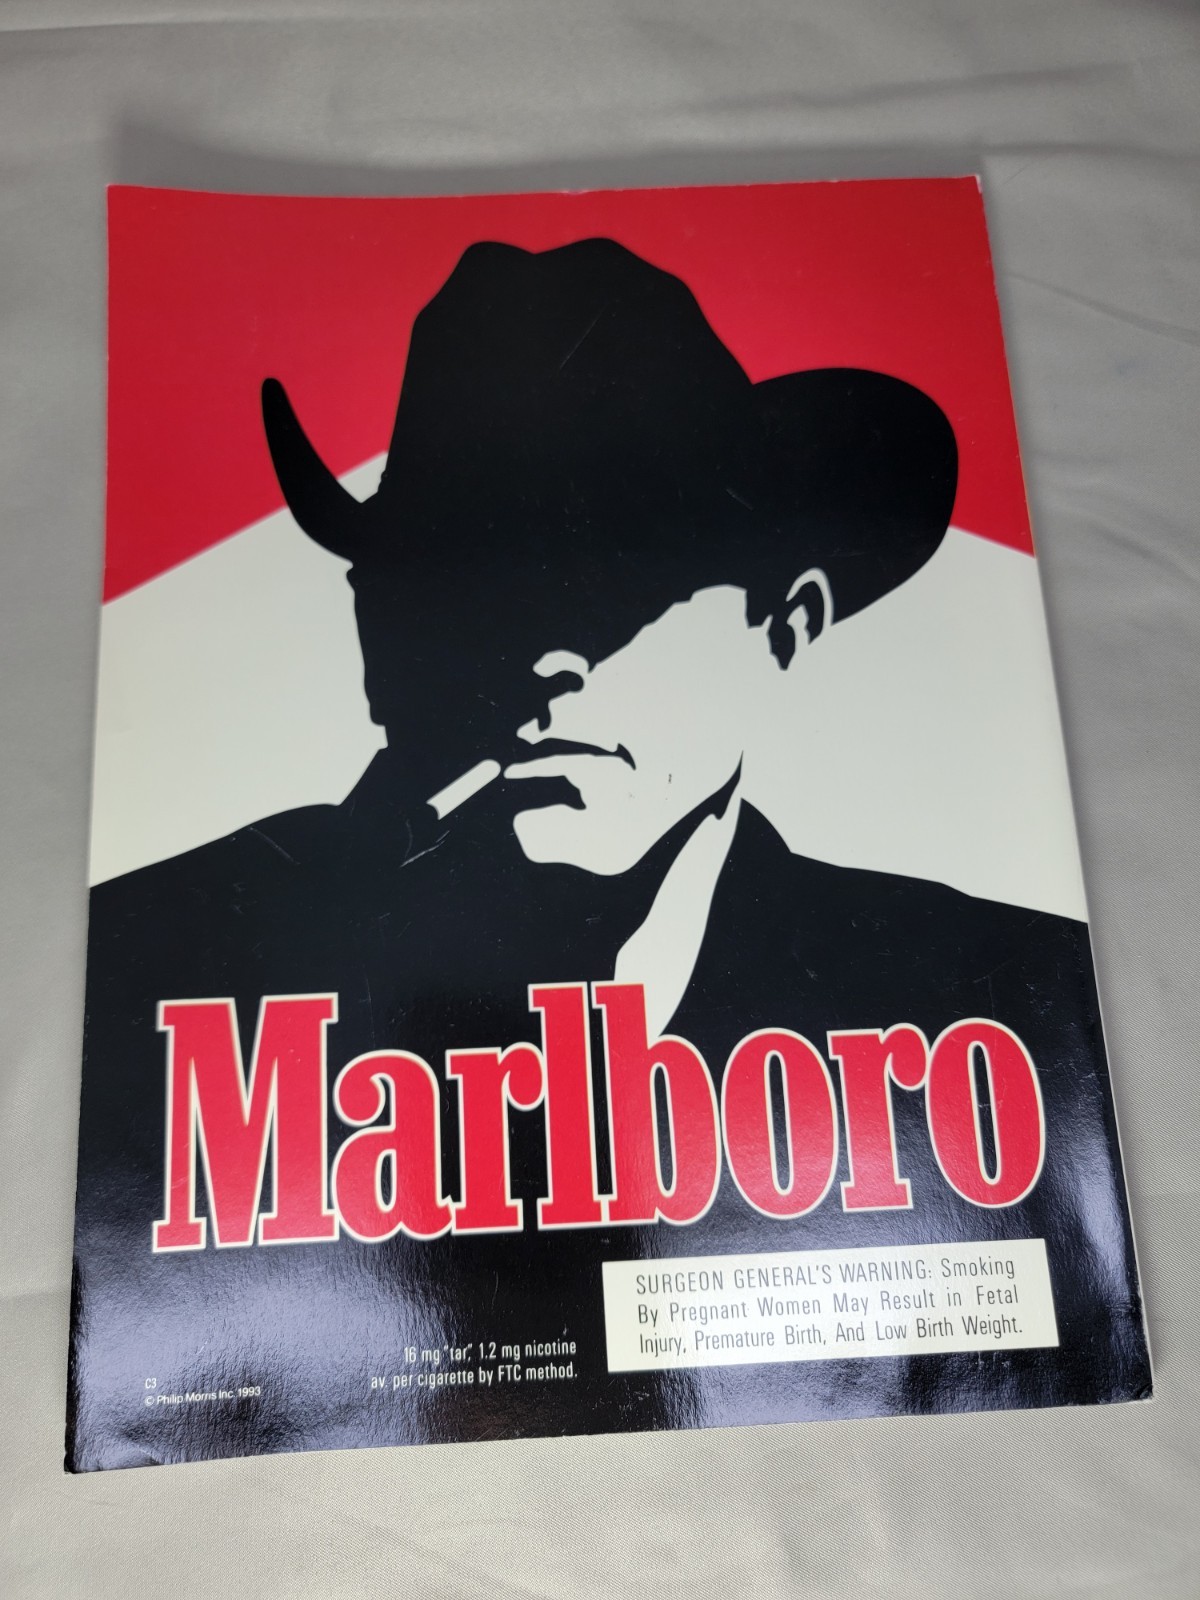 Marlboro
SURGEON GENERAL'S WARNING: Smoking
By Pregnant Women May Result in Fetal
Injury, Premature Birth, And Low Birth Weight.
16 mg "tar," 1.2 mg nicotine
av. per cigarette by FTC method.
C3
© Philip Morris Inc. 1993